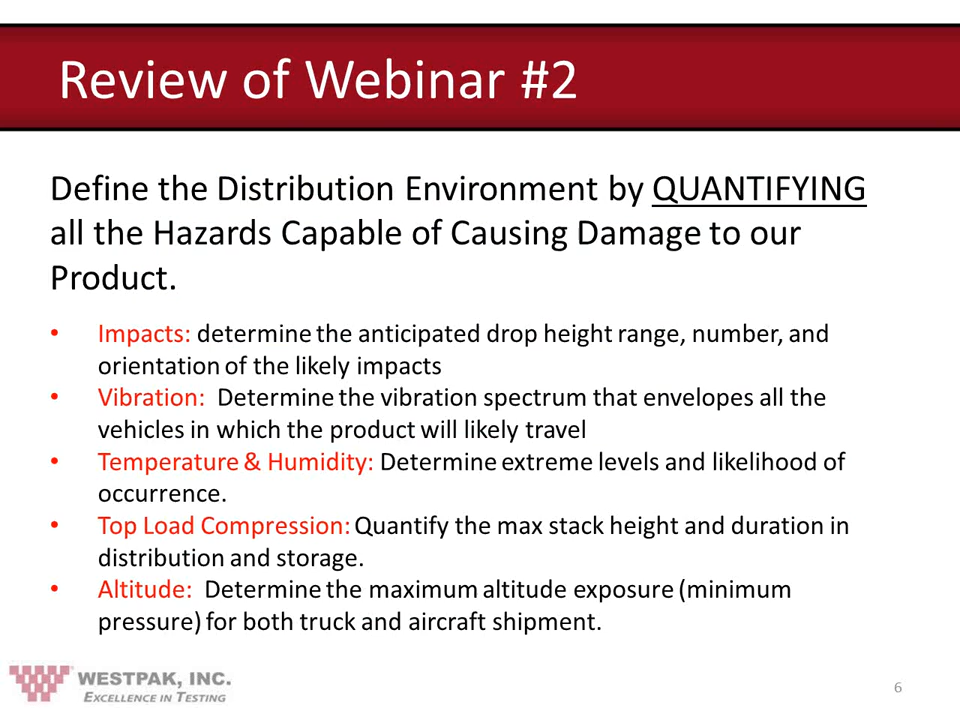 Review of Webinar #2
Define the Distribution Environment by QUANTIFYING
all the Hazards Capable of Causing Damage to our
Product.
• Impacts: determine the anticipated drop height range, number, and
orientation of the likely impacts
• Vibration: Determine the vibration spectrum that envelopes all the
vehicles in which the product will likely travel
• Temperature & Humidity: Determine extreme levels and likelihood of
occurrence.
• Top Load Compression: Quantify the max stack height and duration in
distribution and storage.
• Altitude: Determine the maximum altitude exposure (minimum
pressure) for both truck and aircraft shipment.
WESTPAK, INC.
EXCELLENCE IN TESTING
6